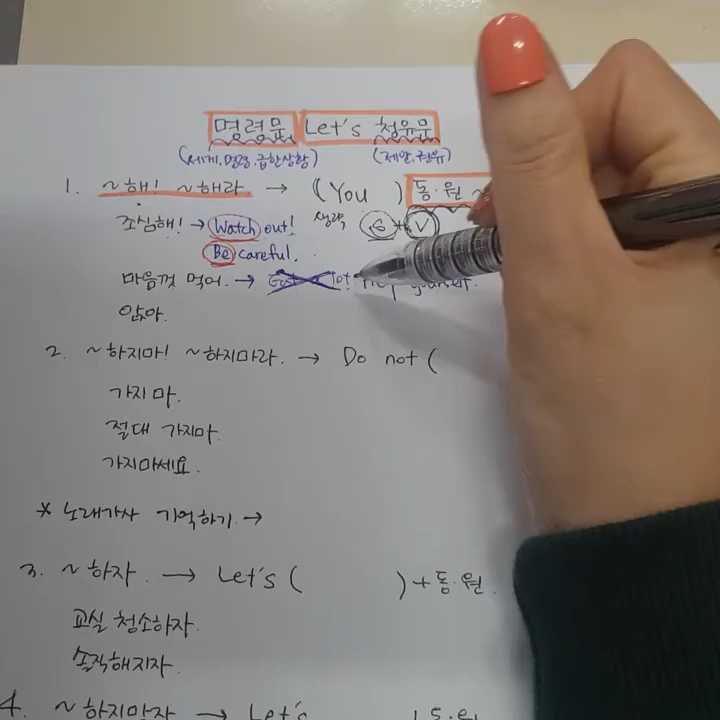 명령문 Let's 청유문
(세게, 명령, 급한상황) (제안, 권유)
1. ~해! ~해라 → (You ) 동.원 ~
조심해! → Watch out! 생략 S + V
Be careful.
마음껏 먹어. → lot. Help yourself.
앉아.
2. ~하지마! ~하지마라. → Do not (
가지 마.
절대 가지마.
가지마세요.
* 노래가사 기억하기. →
3. ~하자. → Let's ( ) + 동.원.
교실 청소하자.
솔직해지자.
4. ~하지말자 → Let's